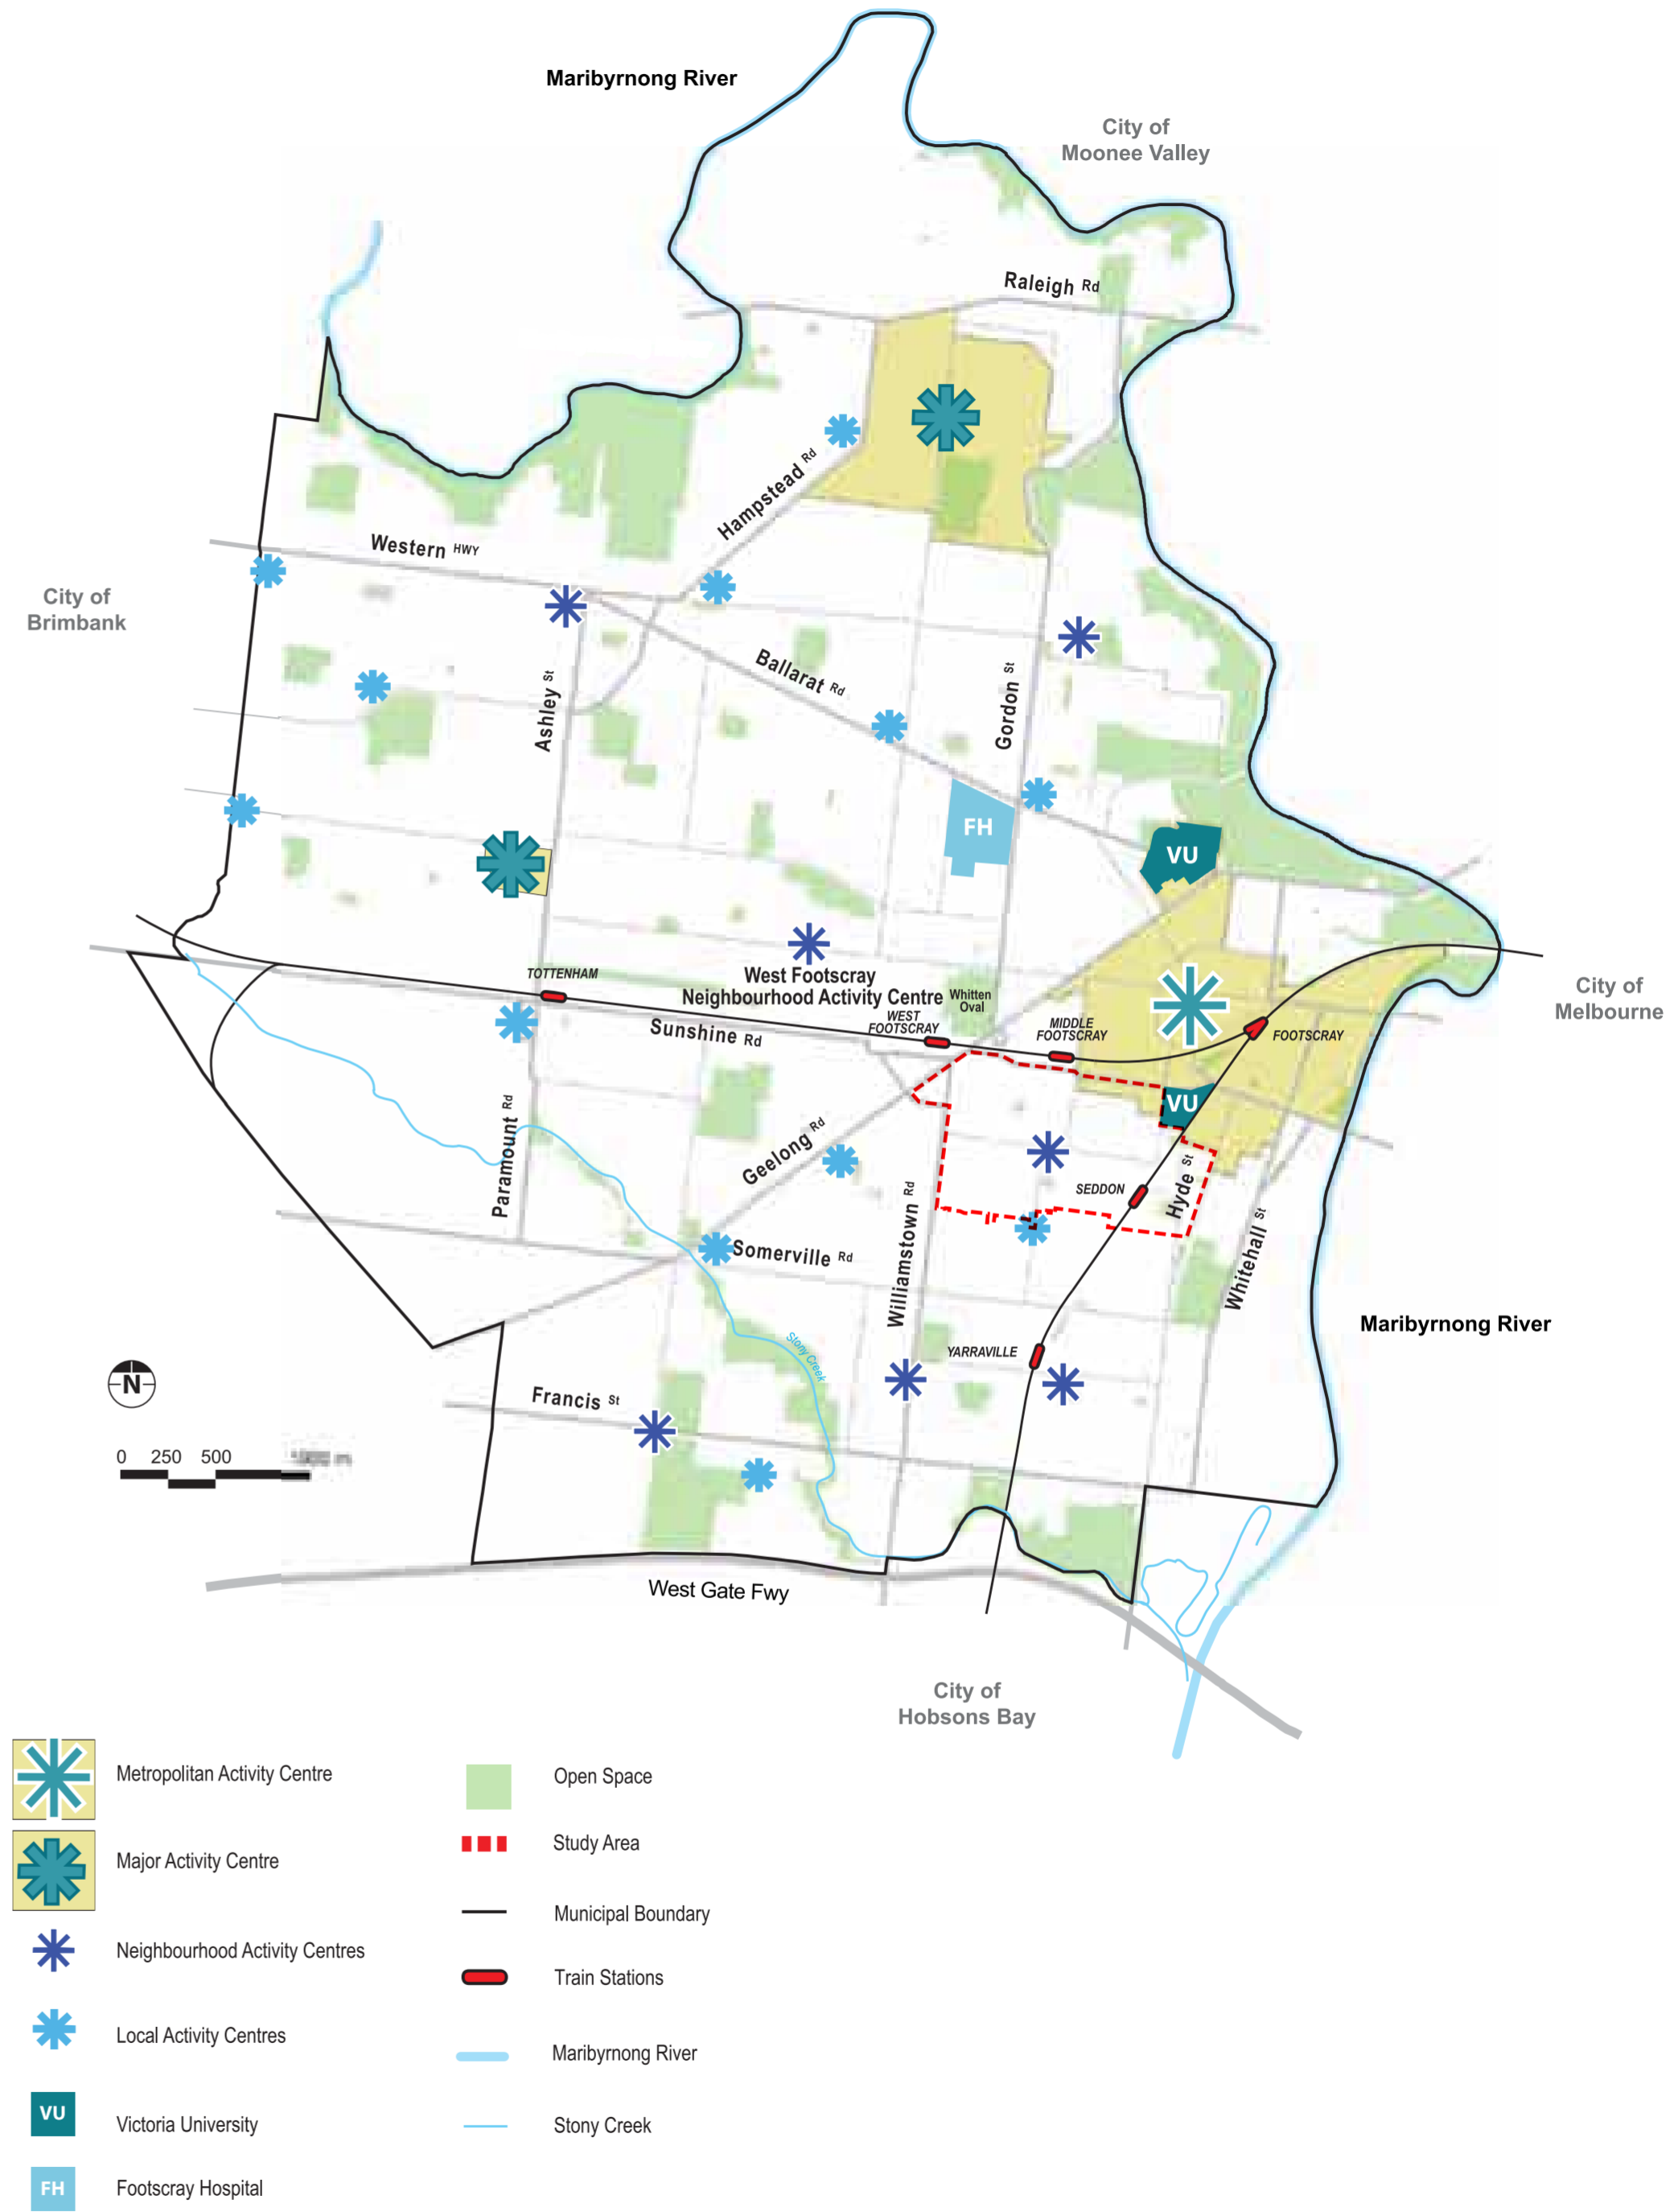 Maribyrnong River
City of
Moonee Valley
Raleigh Rd
Hampstead Rd
Western HWY
City of
Brimbank
Ballarat Rd
Ashley St
Gordon St
FH
VU
TOTTENHAM
West Footscray
Neighbourhood Activity Centre
Whitten
Oval
WEST
FOOTSCRAY
MIDDLE
FOOTSCRAY
FOOTSCRAY
City of
Melbourne
Sunshine Rd
VU
Paramount Rd
Geelong Rd
SEDDON
Hyde St
Williamstown Rd
Whitehall St
Somerville Rd
Maribyrnong River
Stony Creek
YARRAVILLE
N
Francis St
0 250 500
West Gate Fwy
City of
Hobsons Bay
Metropolitan Activity Centre
Major Activity Centre
Neighbourhood Activity Centres
Local Activity Centres
VU
Victoria University
FH
Footscray Hospital
Open Space
Study Area
Municipal Boundary
Train Stations
Maribyrnong River
Stony Creek